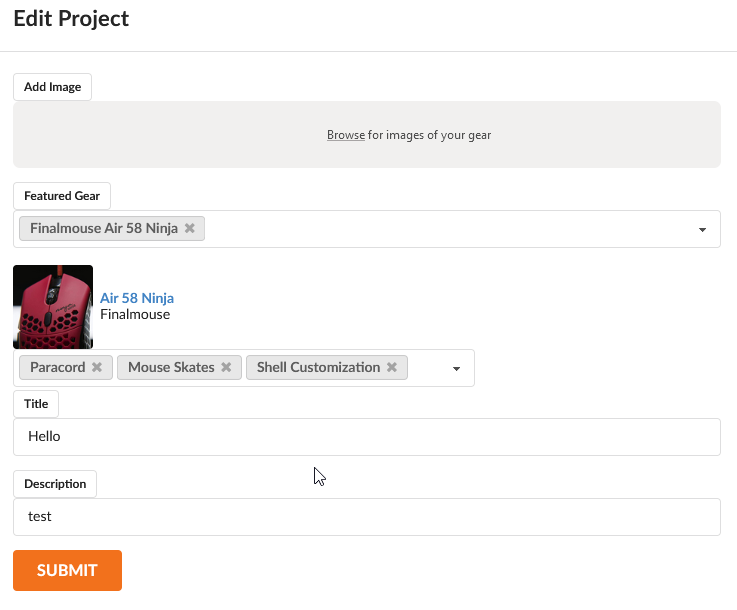 Edit Project
Add Image
Browse for images of your gear
Featured Gear
Finalmouse Air 58 Ninja
Air 58 Ninja
Finalmouse
Paracord Mouse Skates Shell Customization
Title
Hello
Description
test
SUBMIT